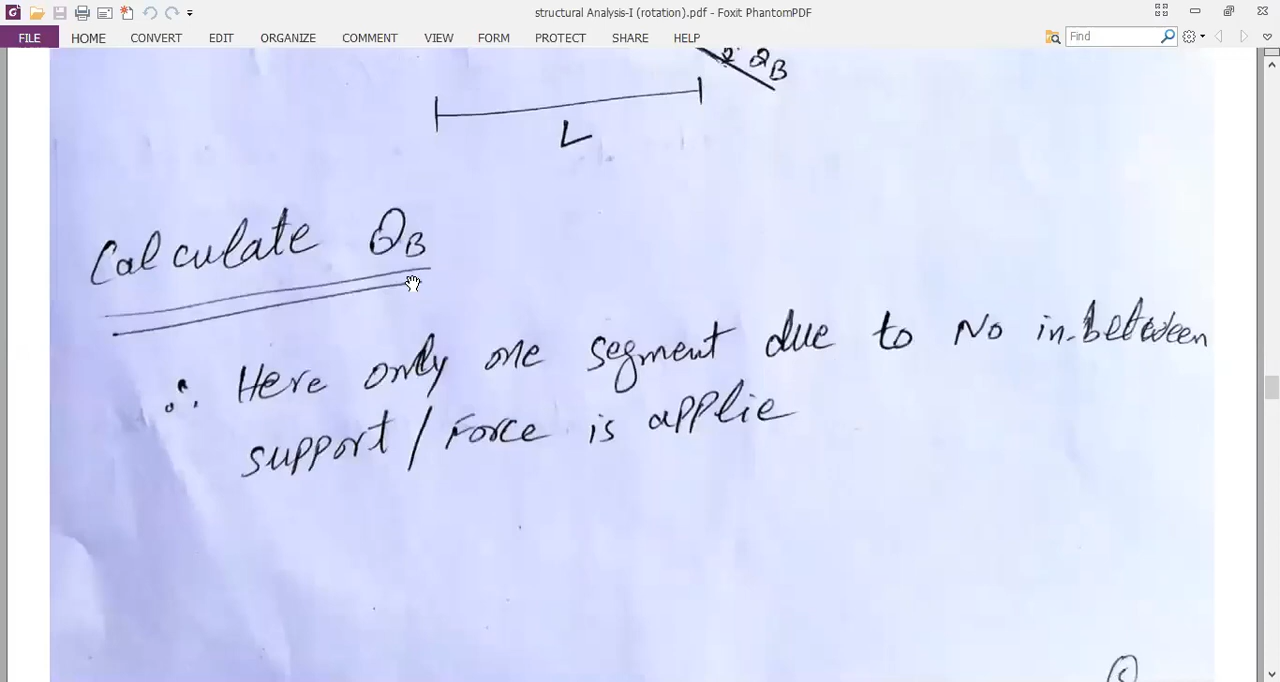 structural Analysis-I (rotation).pdf - Foxit PhantomPDF
FILE HOME CONVERT EDIT ORGANIZE COMMENT VIEW FORM PROTECT SHARE HELP Find
θB
L
Calculate θB
∴ Here only one segment due to No in-between
support / Force is applie